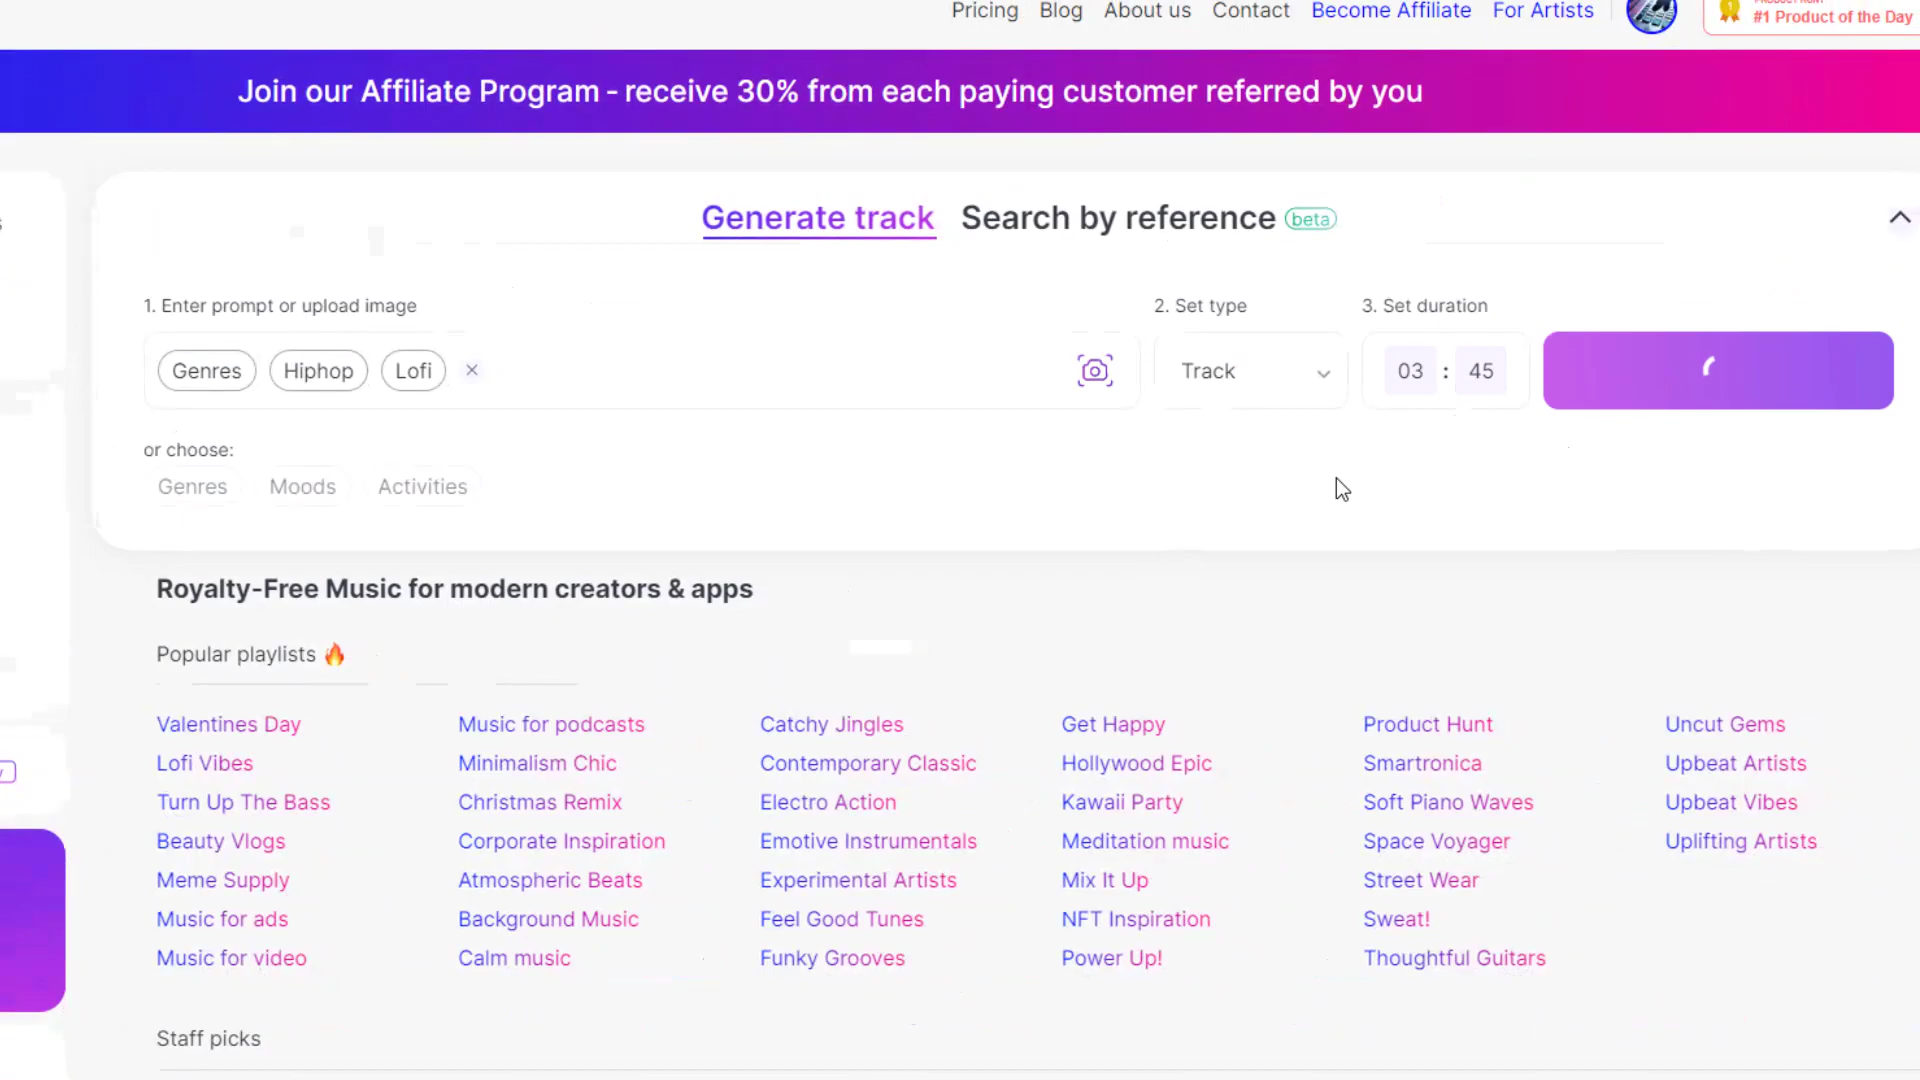 Pricing Blog About us Contact Become Affiliate For Artists
#1 Product of the Day
Join our Affiliate Program - receive 30% from each paying customer referred by you
Generate track Search by reference beta
1. Enter prompt or upload image 2. Set type 3. Set duration
Genres Hiphop Lofi × Track 03 : 45
or choose:
Genres Moods Activities
Royalty-Free Music for modern creators & apps
Popular playlists 🔥
Valentines Day Music for podcasts Catchy Jingles Get Happy Product Hunt Uncut Gems
Lofi Vibes Minimalism Chic Contemporary Classic Hollywood Epic Smartronica Upbeat Artists
Turn Up The Bass Christmas Remix Electro Action Kawaii Party Soft Piano Waves Upbeat Vibes
Beauty Vlogs Corporate Inspiration Emotive Instrumentals Meditation music Space Voyager Uplifting Artists
Meme Supply Atmospheric Beats Experimental Artists Mix It Up Street Wear
Music for ads Background Music Feel Good Tunes NFT Inspiration Sweat!
Music for video Calm music Funky Grooves Power Up! Thoughtful Guitars
Staff picks